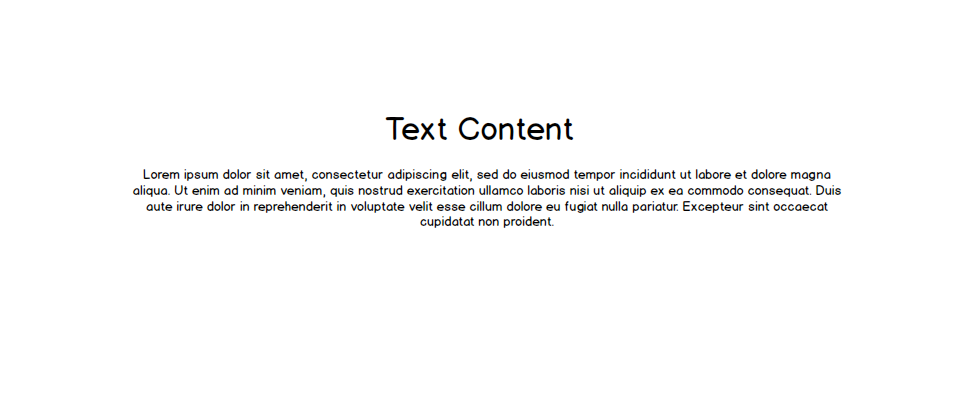 Text Content
Lorem ipsum dolor sit amet, consectetur adipiscing elit, sed do eiusmod tempor incididunt ut labore et dolore magna
aliqua. Ut enim ad minim veniam, quis nostrud exercitation ullamco laboris nisi ut aliquip ex ea commodo consequat. Duis
aute irure dolor in reprehenderit in voluptate velit esse cillum dolore eu fugiat nulla pariatur. Excepteur sint occaecat
cupidatat non proident.